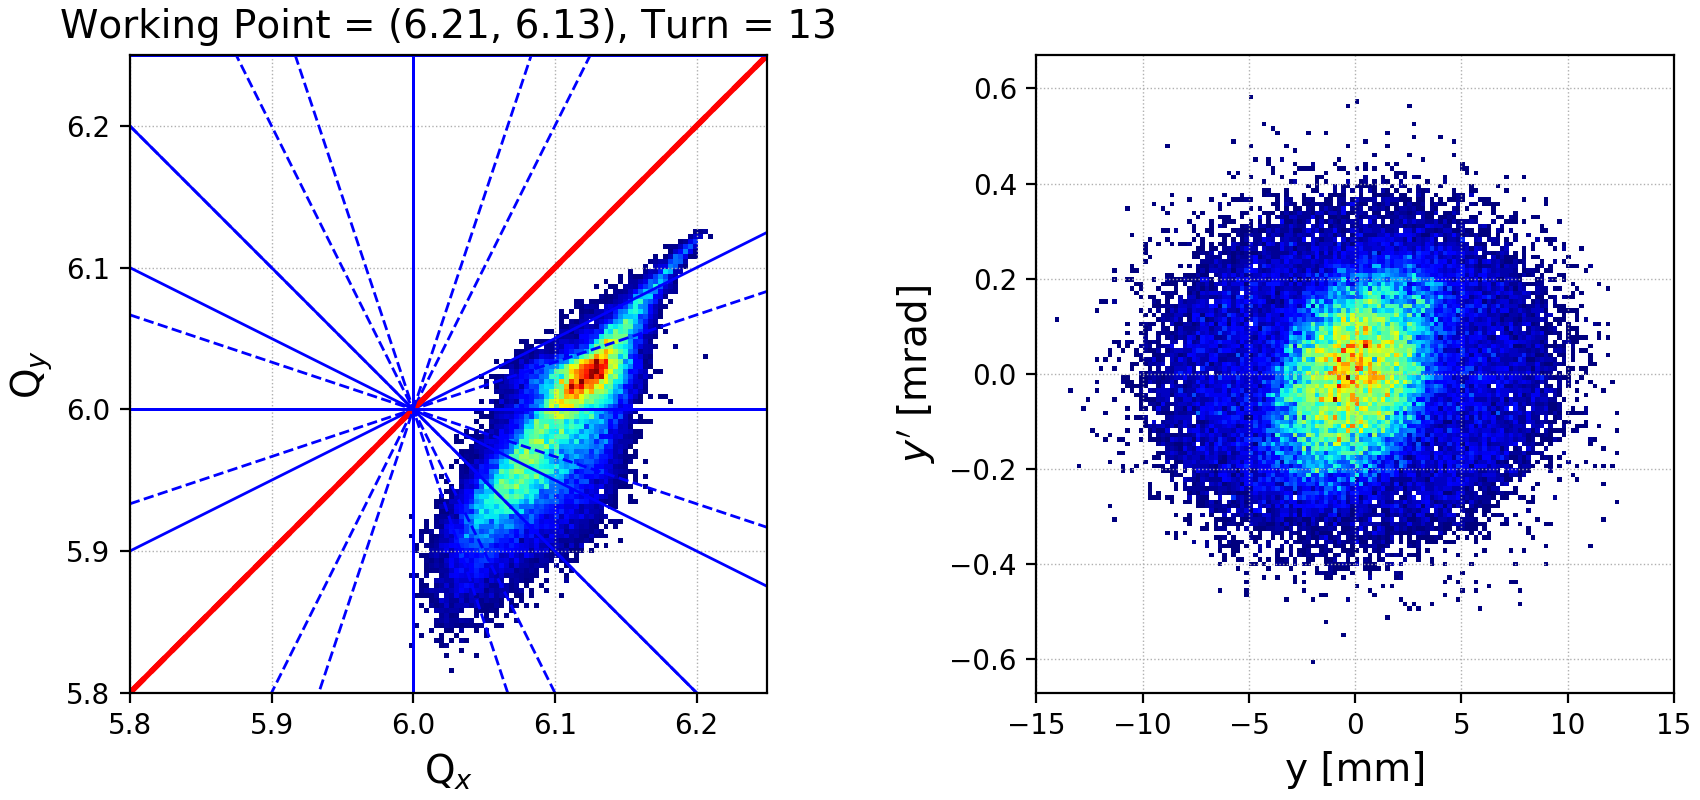 Working Point = (6.21, 6.13), Turn = 13
6.2
6.1
6.0
5.9
5.8
Q_y
5.8 5.9 6.0 6.1 6.2
Q_x
0.6
0.4
0.2
0.0
−0.2
−0.4
−0.6
y′ [mrad]
−15 −10 −5 0 5 10 15
y [mm]